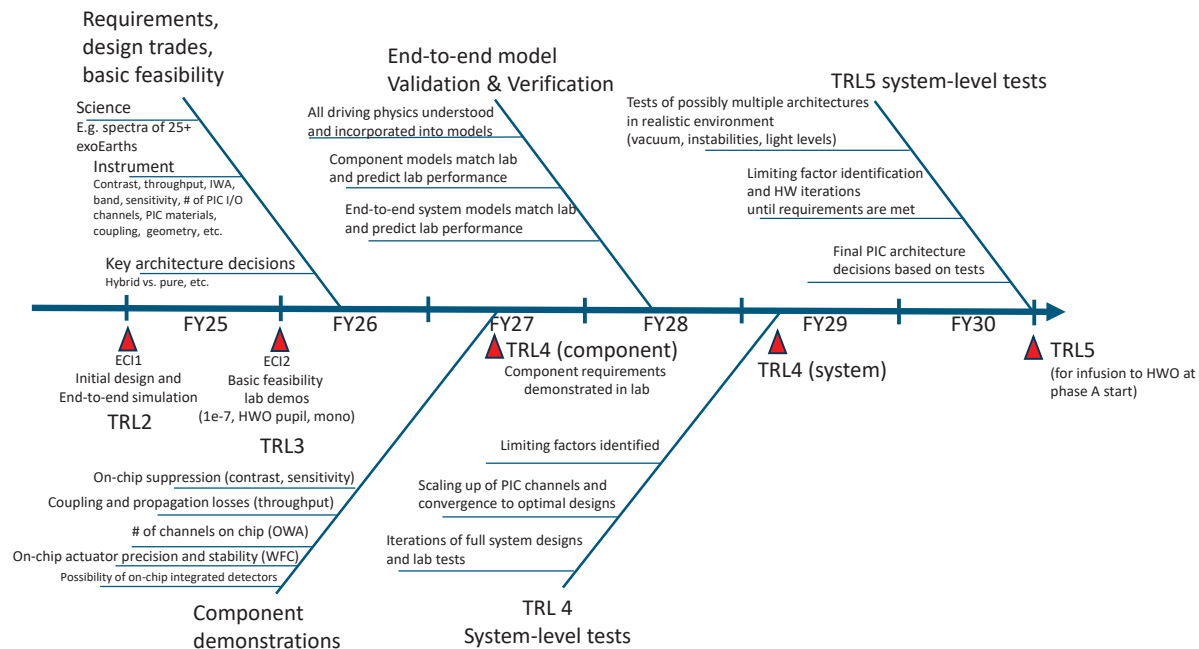 Requirements,
design trades,
basic feasibility
Science
E.g. spectra of 25+
exoEarths
Instrument
Contrast, throughput, IWA,
band, sensitivity, # of PIC I/O
channels, PIC materials,
coupling, geometry, etc.
Key architecture decisions
Hybrid vs. pure, etc.
End-to-end model
Validation & Verification
All driving physics understood
and incorporated into models
Component models match lab
and predict lab performance
End-to-end system models match lab
and predict lab performance
TRL5 system-level tests
Tests of possibly multiple architectures
in realistic environment
(vacuum, instabilities, light levels)
Limiting factor identification
and HW iterations
until requirements are met
Final PIC architecture
decisions based on tests
FY25
FY26
FY27
FY28
FY29
FY30
ECI1
Initial design and
End-to-end simulation
TRL2
ECI2
Basic feasibility
lab demos
(1e-7, HWO pupil, mono)
TRL3
TRL4 (component)
Component requirements
demonstrated in lab
TRL4 (system)
TRL5
(for infusion to HWO at
phase A start)
On-chip suppression (contrast, sensitivity)
Coupling and propagation losses (throughput)
# of channels on chip (OWA)
On-chip actuator precision and stability (WFC)
Possibility of on-chip integrated detectors
Component
demonstrations
Limiting factors identified
Scaling up of PIC channels and
convergence to optimal designs
Iterations of full system designs
and lab tests
TRL 4
System-level tests